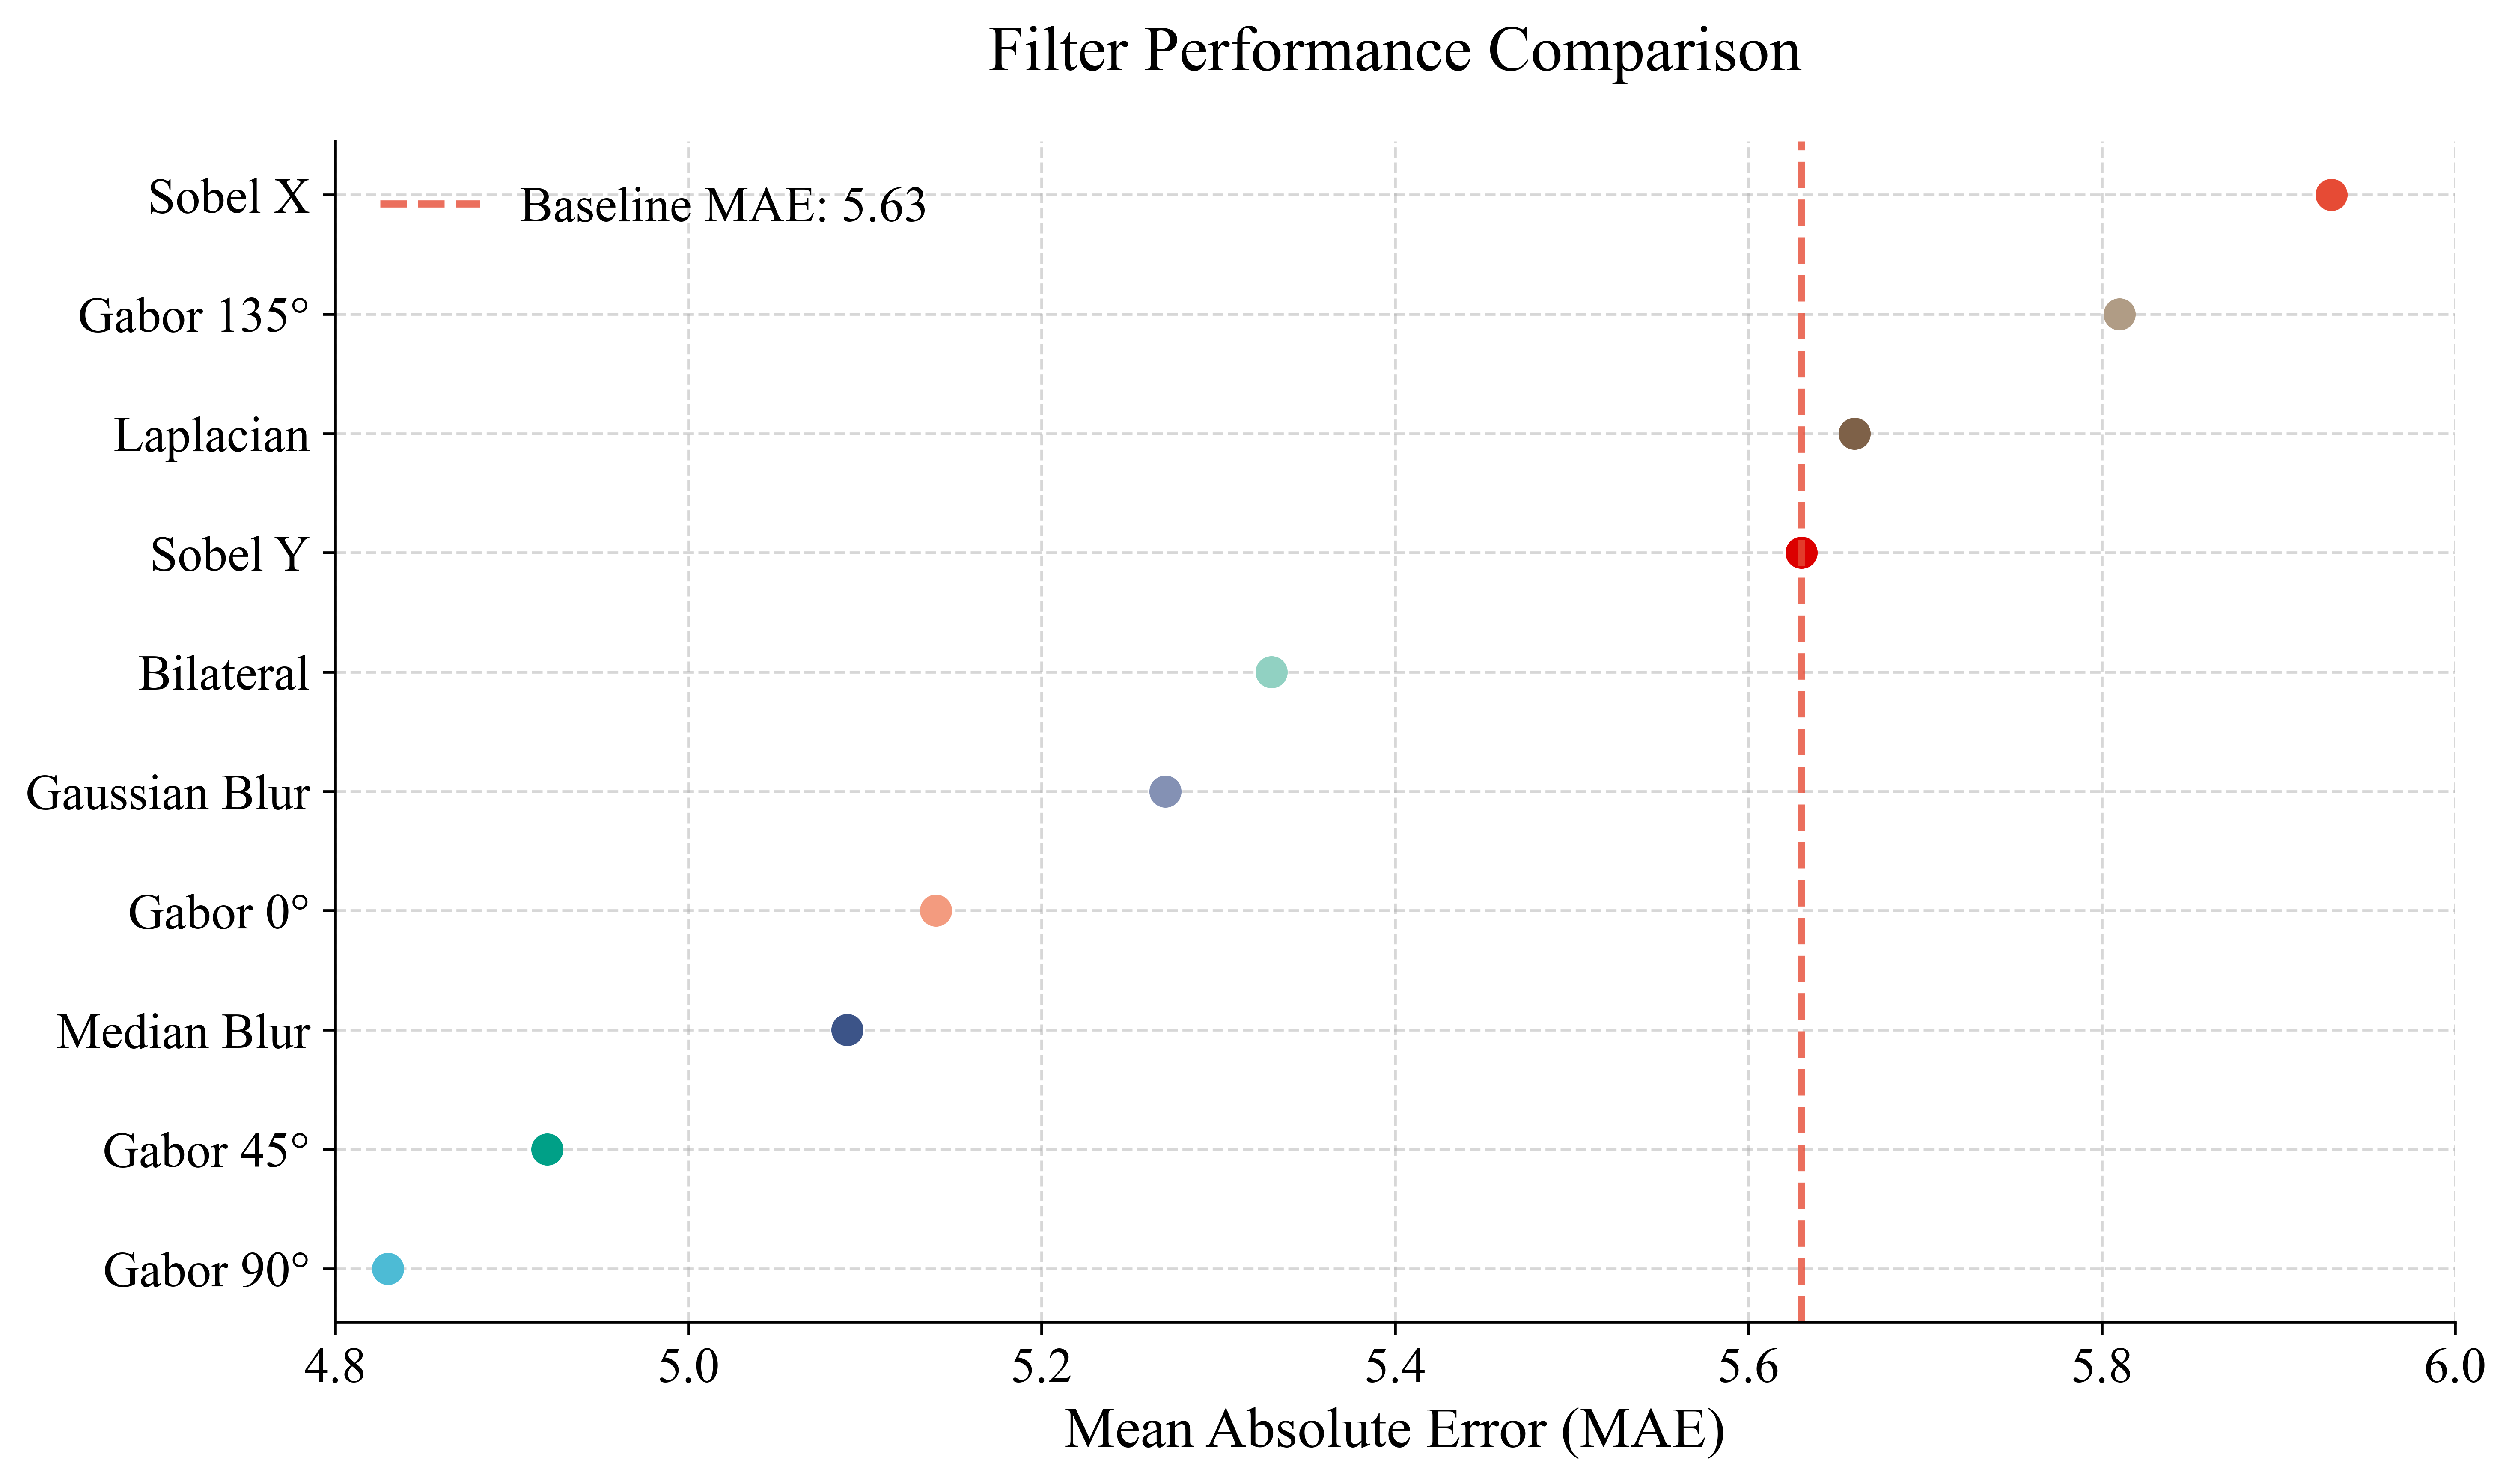 Filter Performance Comparison
Baseline MAE: 5.63
Sobel X
Gabor 135°
Laplacian
Sobel Y
Bilateral
Gaussian Blur
Gabor 0°
Median Blur
Gabor 45°
Gabor 90°
4.8 5.0 5.2 5.4 5.6 5.8 6.0
Mean Absolute Error (MAE)